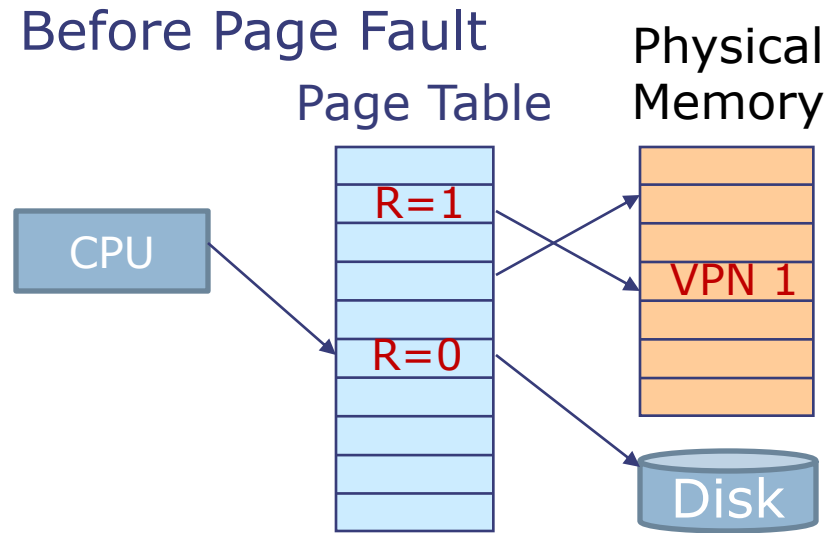 Before Page Fault
Page Table
Physical
Memory
R=1
CPU
VPN 1
R=0
Disk